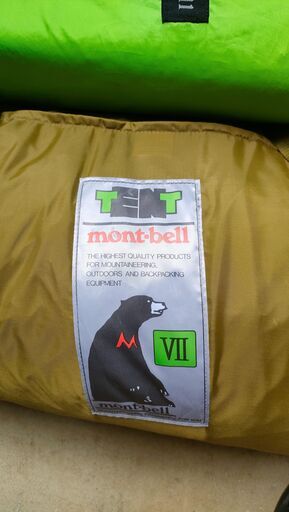 TENT
mont-bell
THE HIGHEST QUALITY PRODUCTS
FOR MOUNTAINEERING,
OUTDOORS AND BACKPACKING
EQUIPMENT
M
VII
mont-bell